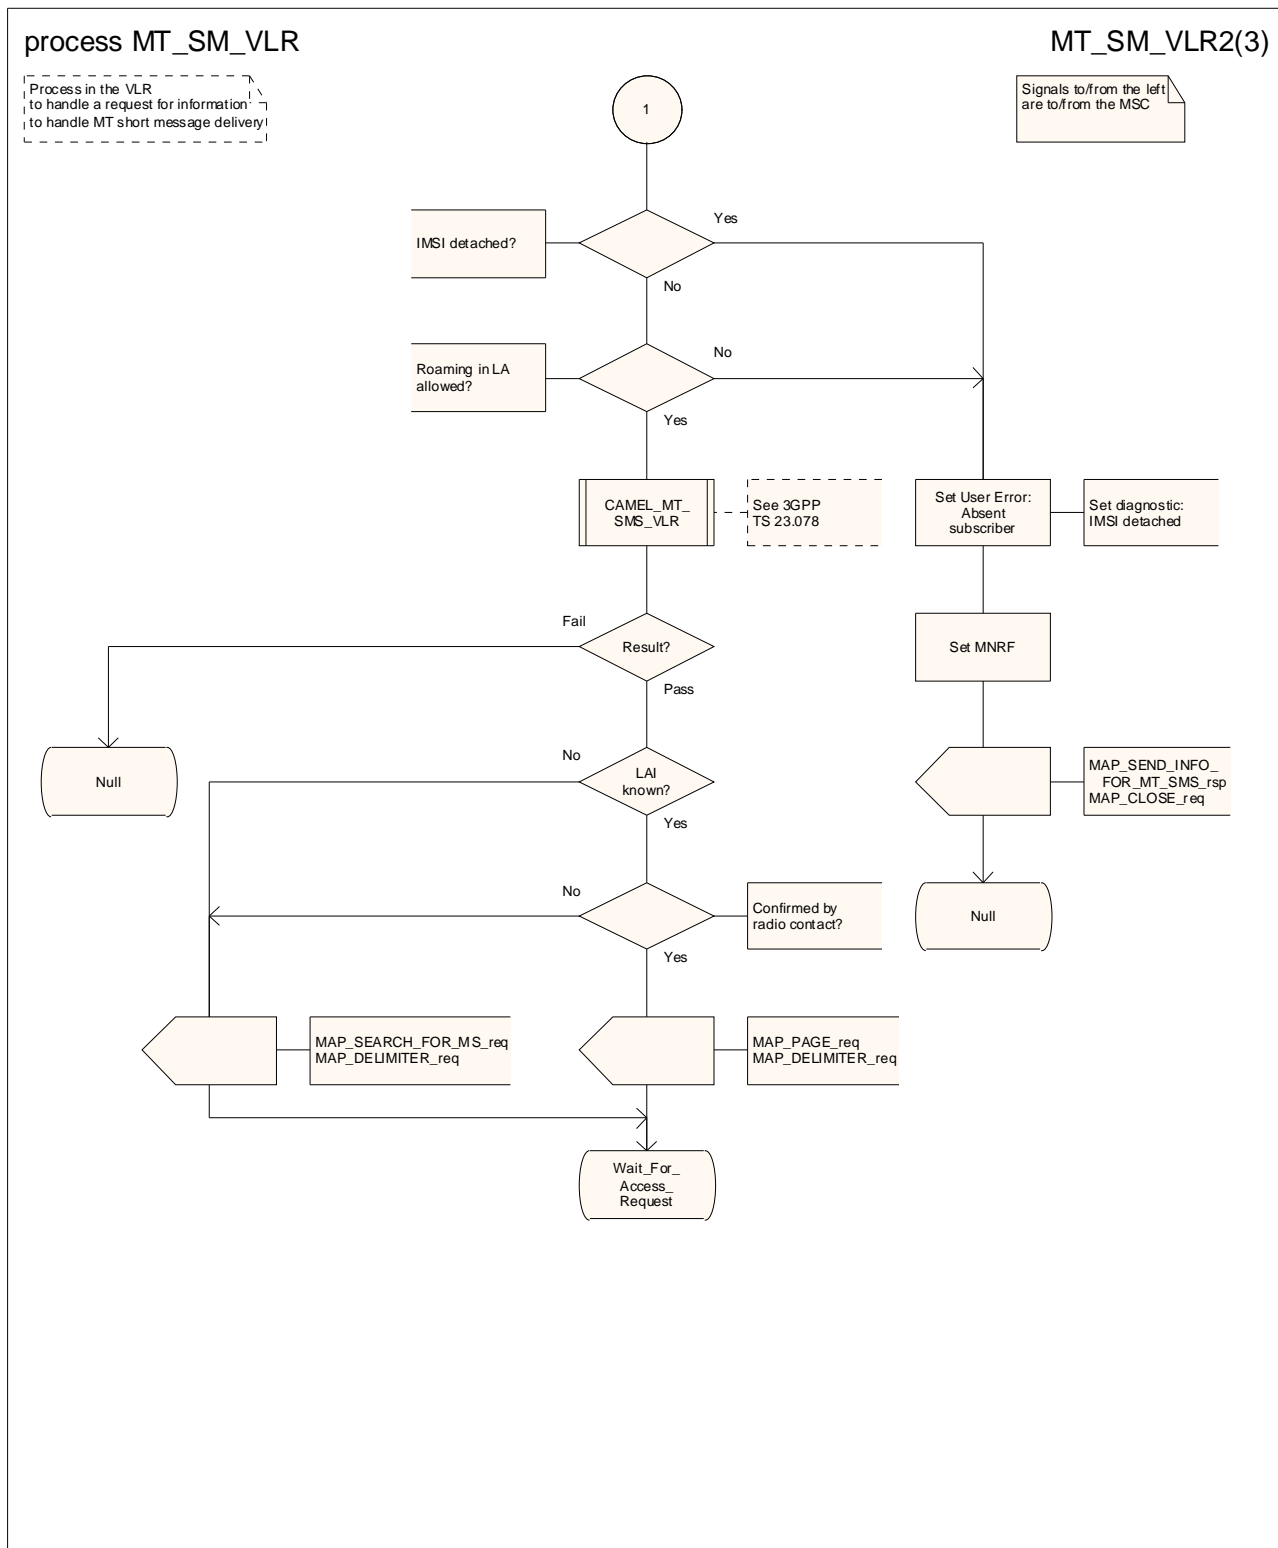 process MT_SM_VLR
MT_SM_VLR2(3)
Process in the VLR
to handle a request for information
to handle MT short message delivery
Signals to/from the left
are to/from the MSC
1
IMSI detached?
Yes
No
Roaming in LA
allowed?
No
Yes
CAMEL_MT_
SMS_VLR
See 3GPP
TS 23.078
Set User Error:
Absent
subscriber
Set diagnostic:
IMSI detached
Fail
Result?
Pass
Set MNRF
Null
No
LAI
known?
Yes
MAP_SEND_INFO_
FOR_MT_SMS_rsp
MAP_CLOSE_req
No
Confirmed by
radio contact?
Yes
Null
MAP_SEARCH_FOR_MS_req
MAP_DELIMITER_req
MAP_PAGE_req
MAP_DELIMITER_req
Wait_For_
Access_
Request